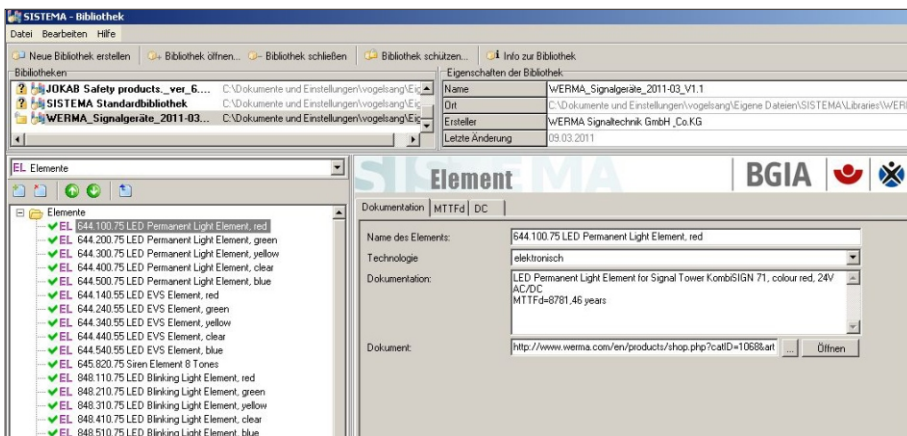 SISTEMA - Bibliothek
Datei Bearbeiten Hilfe
Neue Bibliothek erstellen Bibliothek öffnen... Bibliothek schließen Bibliothek schützen... Info zur Bibliothek
Bibliotheken
JOKAB Safety products._ver_6.... C:\Dokumente und Einstellungen\vogelsang\Eig
SISTEMA Standardbibliothek C:\Dokumente und Einstellungen\vogelsang\Eig
WERMA_Signalgeräte_2011-03... C:\Dokumente und Einstellungen\vogelsang\Eig
Eigenschaften der Bibliothek
Name WERMA_Signalgeräte_2011-03_V1.1
Ort C:\Dokumente und Einstellungen\vogelsang\Eigene Dateien\SISTEMA\Libraries\WER
Ersteller WERMA Signaltechnik GmbH _Co.KG
Letzte Änderung 09.03.2011
EL Elemente
Elemente
EL 644.100.75 LED Permanent Light Element, red
EL 644.200.75 LED Permanent Light Element, green
EL 644.300.75 LED Permanent Light Element, yellow
EL 644.400.75 LED Permanent Light Element, clear
EL 644.500.75 LED Permanent Light Element, blue
EL 644.140.55 LED EVS Element, red
EL 644.240.55 LED EVS Element, green
EL 644.340.55 LED EVS Element, yellow
EL 644.440.55 LED EVS Element, clear
EL 644.540.55 LED EVS Element, blue
EL 645.820.75 Siren Element 8 Tones
EL 848.110.75 LED Blinking Light Element, red
EL 848.210.75 LED Blinking Light Element, green
EL 848.310.75 LED Blinking Light Element, yellow
EL 848.410.75 LED Blinking Light Element, clear
EL 848.510.75 LED Blinking Light Element, blue
SISTEMA
Element
BGIA
Dokumentation MTTFd DC
Name des Elements: 644.100.75 LED Permanent Light Element, red
Technologie elektronisch
Dokumentation: LED Permanent Light Element for Signal Tower KombiSIGN 71, colour red, 24V
AC/DC
MTTFd=8781,46 years
Dokument: http://www.werma.com/en/products/shop.php?catID=1068&art ... Öffnen